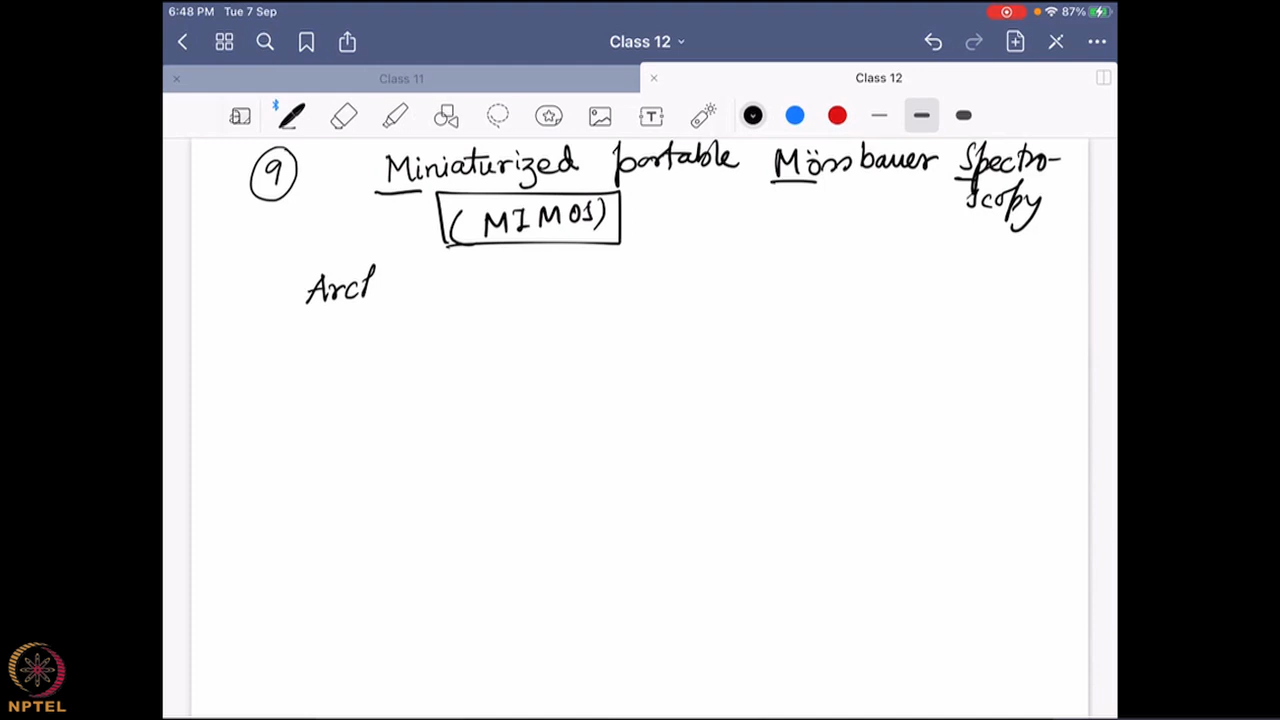 6:48 PM Tue 7 Sep 87%
Class 12
Class 11
Class 12
T
9 Miniaturized portable Mössbauer Spectro-
scopy
(MIMOS)
Arch
NPTEL